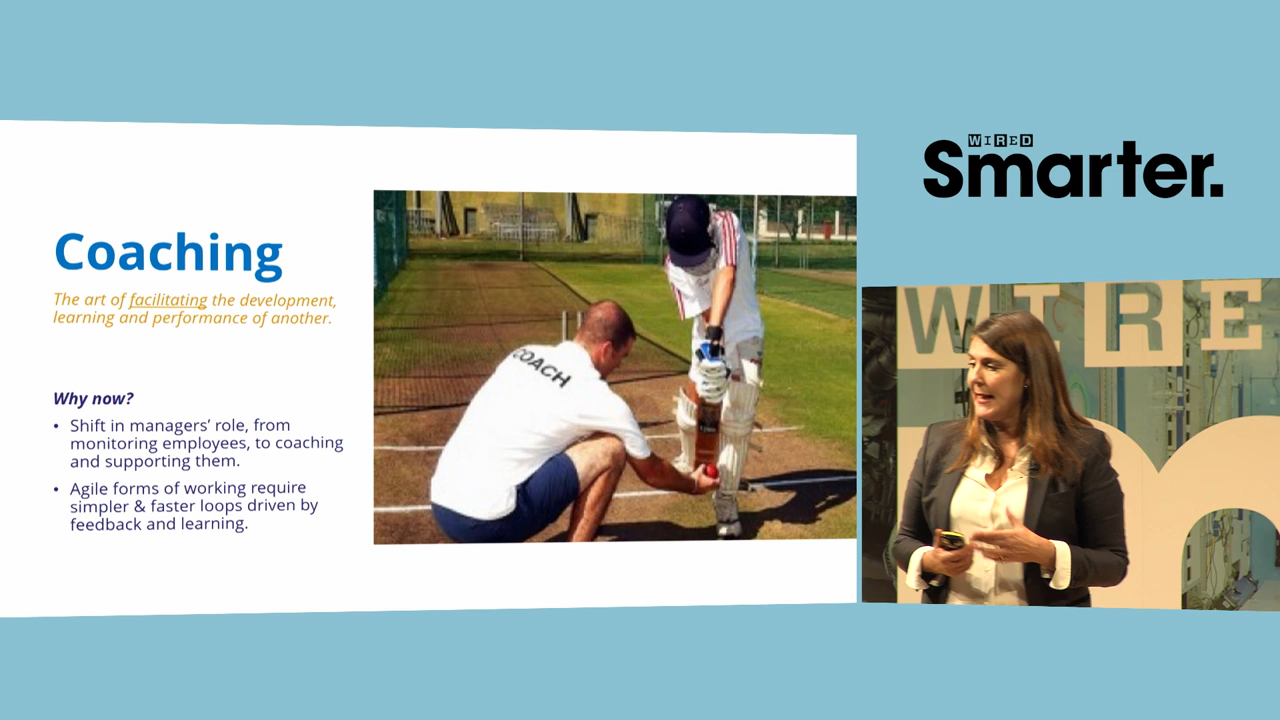 Coaching
The art of facilitating the development,
learning and performance of another.
Why now?
• Shift in managers’ role, from
monitoring employees, to coaching
and supporting them.
• Agile forms of working require
simpler & faster loops driven by
feedback and learning.
COACH
WIRED
Smarter.
WIRE
m